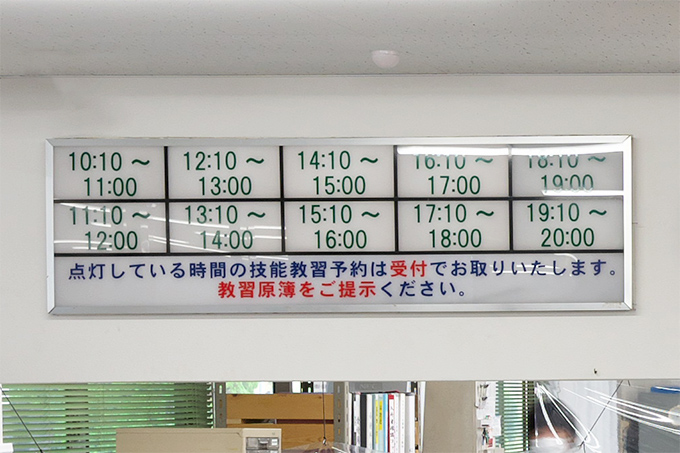 10:10～ 12:10～ 14:10～ 16:10～ 18:10～
11:00 13:00 15:00 17:00 19:00
11:10～ 13:10～ 15:10～ 17:10～ 19:10～
12:00 14:00 16:00 18:00 20:00
点灯している時間の技能教習予約は受付でお取りいたします。
教習原簿をご提示ください。